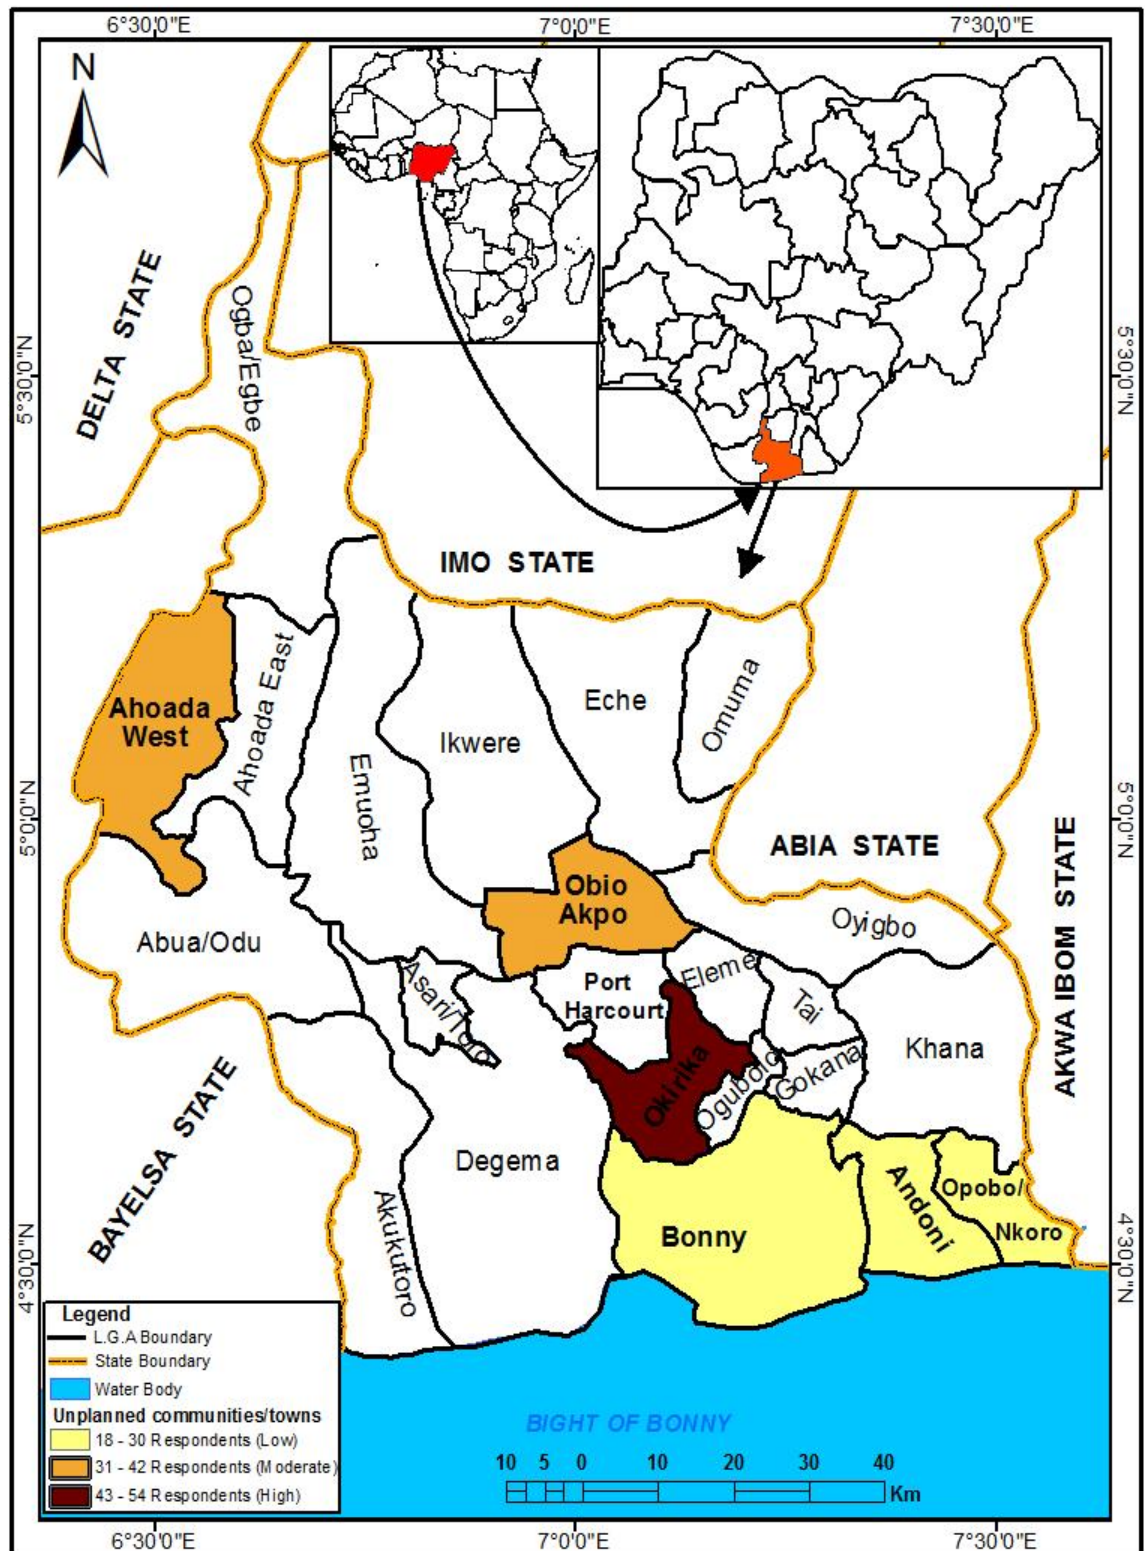 6°30'0"E
7°0'0"E
7°30'0"E
N
DELTA STATE
Ogba/Egbe
5°30'0"N
5°30'0"N
IMO STATE
Ahoada
West
Ahoada East
Emuoha
Ikwere
Eche
Omuma
5°0'0"N
5°0'0"N
ABIA STATE
AKWA IBOM STATE
Obio
Akpo
Oyigbo
Abua/Odu
Asari/Toro
Port
Harcourt
Eleme
Tai
Khana
Gokana
Okirika
Ogubolo
BAYELSA STATE
Degema
Akukutoro
Bonny
Andoni
Opobo/
Nkoro
4°30'0"N
4°30'0"N
Legend
L.G.A Boundary
State Boundary
Water Body
Unplanned communities/towns
18 - 30 Respondents (Low)
31 - 42 Respondents (Moderate)
43 - 54 Respondents (High)
BIGHT OF BONNY
10 5 0 10 20 30 40
Km
6°30'0"E
7°0'0"E
7°30'0"E